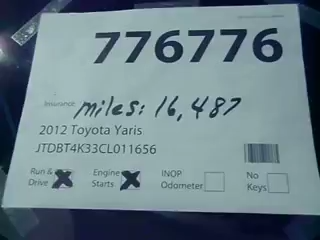 776776
Insurance
miles: 16,487
2012 Toyota Yaris
JTDBT4K33CL011656
Run & Drive X Engine Starts X INOP Odometer No Keys